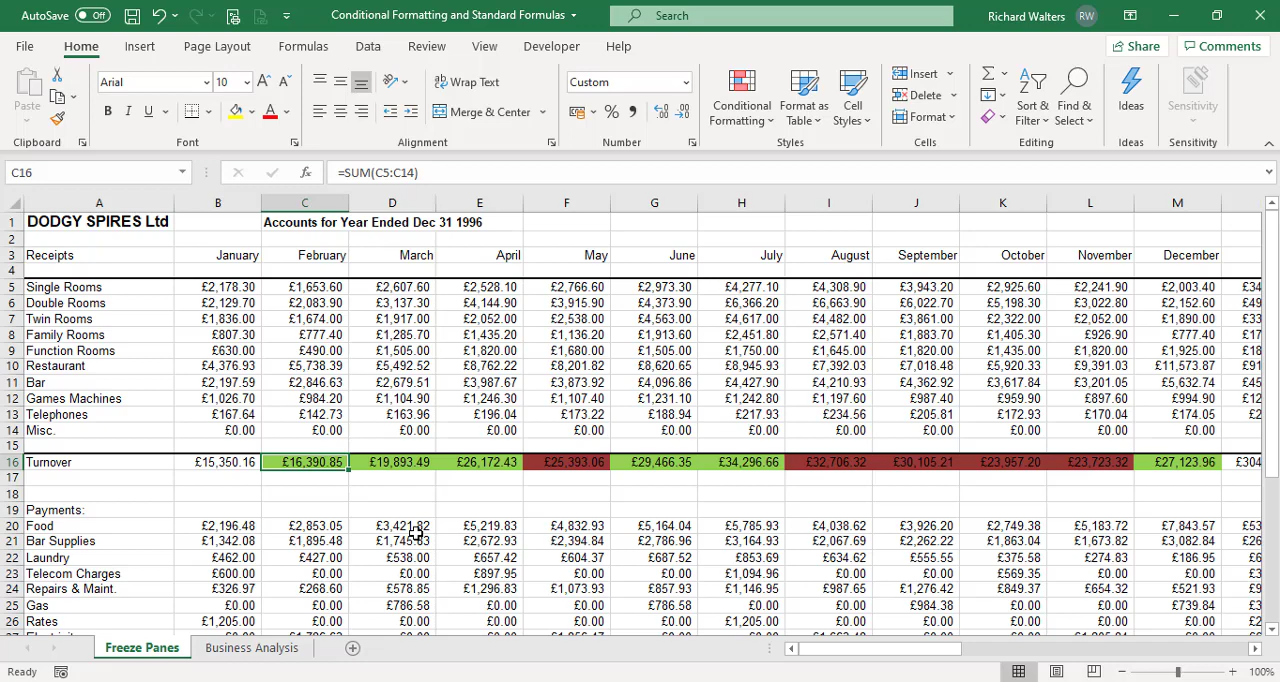 AutoSave Off Conditional Formatting and Standard Formulas Search Richard Walters RW
File Home Insert Page Layout Formulas Data Review View Developer Help Share Comments
Paste Arial 10 Wrap Text Custom Conditional Formatting Format as Table Cell Styles Insert Sort & Filter Find & Select Ideas Sensitivity
Merge & Center Delete
Format
Clipboard Font Alignment Number Styles Cells Editing Ideas Sensitivity
C16 =SUM(C5:C14)
A B C D E F G H I J K L M
1 DODGY SPIRES Ltd Accounts for Year Ended Dec 31 1996
2
3 Receipts January February March April May June July August September October November December
4
5 Single Rooms £2,178.30 £1,653.60 £2,607.60 £2,528.10 £2,766.60 £2,973.30 £4,277.10 £4,308.90 £3,943.20 £2,925.60 £2,241.90 £2,003.40 £34
6 Double Rooms £2,129.70 £2,083.90 £3,137.30 £4,144.90 £3,915.90 £4,373.90 £6,366.20 £6,663.90 £6,022.70 £5,198.30 £3,022.80 £2,152.60 £49
7 Twin Rooms £1,836.00 £1,674.00 £1,917.00 £2,052.00 £2,538.00 £4,563.00 £4,617.00 £4,482.00 £3,861.00 £2,322.00 £2,052.00 £1,890.00 £33
8 Family Rooms £807.30 £777.40 £1,285.70 £1,435.20 £1,136.20 £1,913.60 £2,451.80 £2,571.40 £1,883.70 £1,405.30 £926.90 £777.40 £17
9 Function Rooms £630.00 £490.00 £1,505.00 £1,820.00 £1,680.00 £1,505.00 £1,750.00 £1,645.00 £1,820.00 £1,435.00 £1,820.00 £1,925.00 £18
10 Restaurant £4,376.93 £5,738.39 £5,492.52 £8,762.22 £8,201.82 £8,620.65 £8,945.93 £7,392.03 £7,018.48 £5,920.33 £9,391.03 £11,573.87 £91
11 Bar £2,197.59 £2,846.63 £2,679.51 £3,987.67 £3,873.92 £4,096.86 £4,427.90 £4,210.93 £4,362.92 £3,617.84 £3,201.05 £5,632.74 £45
12 Games Machines £1,026.70 £984.20 £1,104.90 £1,246.30 £1,107.40 £1,231.10 £1,242.80 £1,197.60 £987.40 £959.90 £897.60 £994.90 £12
13 Telephones £167.64 £142.73 £163.96 £196.04 £173.22 £188.94 £217.93 £234.56 £205.81 £172.93 £170.04 £174.05 £2
14 Misc. £0.00 £0.00 £0.00 £0.00 £0.00 £0.00 £0.00 £0.00 £0.00 £0.00 £0.00 £0.00
15
16 Turnover £15,350.16 £16,390.85 £19,893.49 £26,172.43 £25,393.06 £29,466.35 £34,296.66 £32,706.32 £30,105.21 £23,957.20 £23,723.32 £27,123.96 £304
17
18
19 Payments:
20 Food £2,196.48 £2,853.05 £3,421.82 £5,219.83 £4,832.93 £5,164.04 £5,785.93 £4,038.62 £3,926.20 £2,749.38 £5,183.72 £7,843.57 £53
21 Bar Supplies £1,342.08 £1,895.48 £2,672.93 £2,394.84 £2,786.96 £3,164.93 £2,067.69 £2,262.22 £1,863.04 £1,673.82 £3,082.84 £26
22 Laundry £462.00 £427.00 £538.00 £657.42 £604.37 £687.52 £853.69 £634.62 £555.55 £375.58 £274.83 £186.95 £6
23 Telecom Charges £600.00 £0.00 £0.00 £897.95 £0.00 £0.00 £1,094.96 £0.00 £0.00 £569.35 £0.00 £0.00 £3
24 Repairs & Maint. £326.97 £268.60 £578.85 £1,296.83 £1,073.93 £857.93 £1,146.95 £987.65 £1,276.42 £849.37 £654.32 £521.93 £9
25 Gas £0.00 £0.00 £786.58 £0.00 £0.00 £786.58 £0.00 £0.00 £984.38 £0.00 £0.00 £739.84 £3
26 Rates £1,205.00 £0.00 £0.00 £0.00 £0.00 £0.00 £1,205.00 £0.00 £0.00 £0.00 £0.00 £0.00 £2
Freeze Panes Business Analysis
Ready 100%